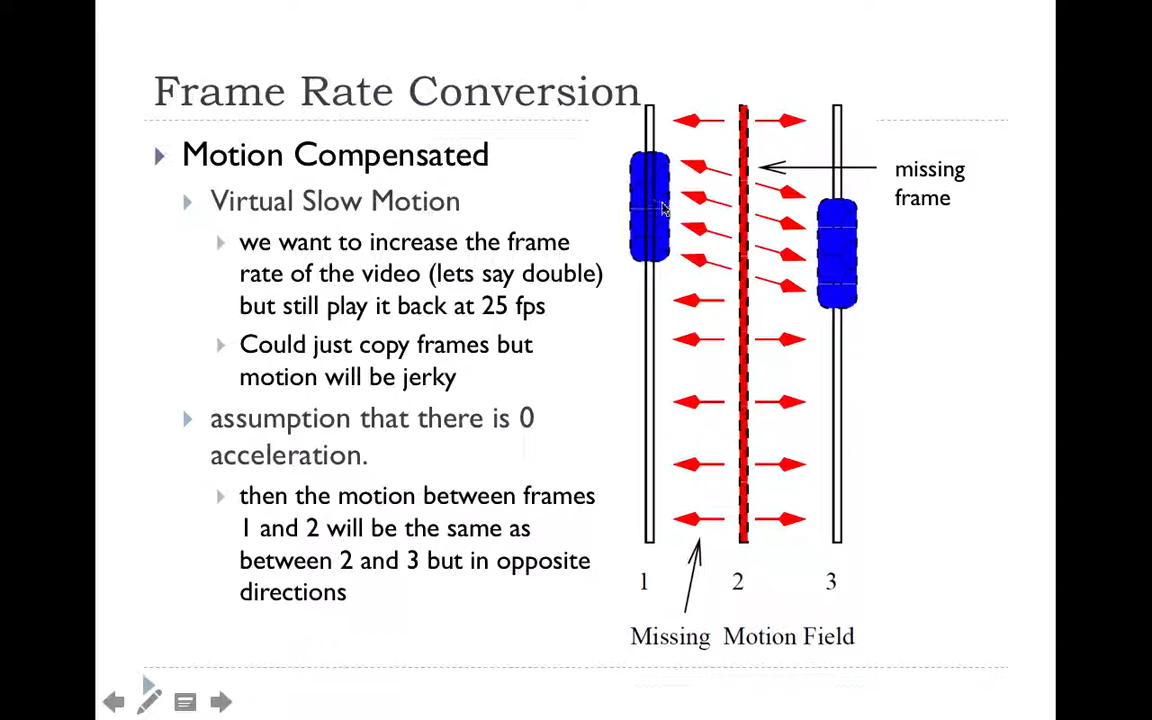 Frame Rate Conversion
Motion Compensated
Virtual Slow Motion
we want to increase the frame
rate of the video (lets say double)
but still play it back at 25 fps
Could just copy frames but
motion will be jerky
assumption that there is 0
acceleration.
then the motion between frames
1 and 2 will be the same as
between 2 and 3 but in opposite
directions
missing
frame
1 2 3
Missing Motion Field